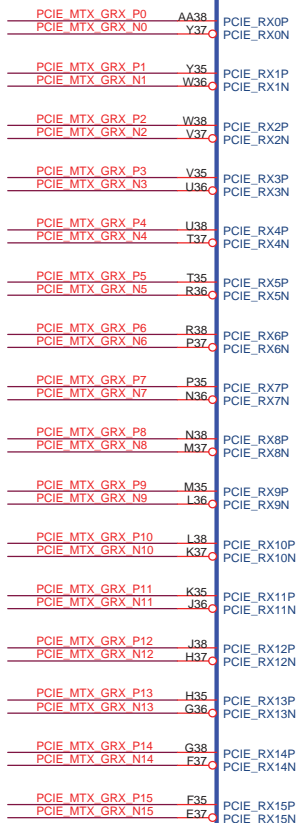 PCIE_MTX_GRX_P0 AA38 PCIE_RX0P
PCIE_MTX_GRX_N0 Y37 PCIE_RX0N
PCIE_MTX_GRX_P1 Y35 PCIE_RX1P
PCIE_MTX_GRX_N1 W36 PCIE_RX1N
PCIE_MTX_GRX_P2 W38 PCIE_RX2P
PCIE_MTX_GRX_N2 V37 PCIE_RX2N
PCIE_MTX_GRX_P3 V35 PCIE_RX3P
PCIE_MTX_GRX_N3 U36 PCIE_RX3N
PCIE_MTX_GRX_P4 U38 PCIE_RX4P
PCIE_MTX_GRX_N4 T37 PCIE_RX4N
PCIE_MTX_GRX_P5 T35 PCIE_RX5P
PCIE_MTX_GRX_N5 R36 PCIE_RX5N
PCIE_MTX_GRX_P6 R38 PCIE_RX6P
PCIE_MTX_GRX_N6 P37 PCIE_RX6N
PCIE_MTX_GRX_P7 P35 PCIE_RX7P
PCIE_MTX_GRX_N7 N36 PCIE_RX7N
PCIE_MTX_GRX_P8 N38 PCIE_RX8P
PCIE_MTX_GRX_N8 M37 PCIE_RX8N
PCIE_MTX_GRX_P9 M35 PCIE_RX9P
PCIE_MTX_GRX_N9 L36 PCIE_RX9N
PCIE_MTX_GRX_P10 L38 PCIE_RX10P
PCIE_MTX_GRX_N10 K37 PCIE_RX10N
PCIE_MTX_GRX_P11 K35 PCIE_RX11P
PCIE_MTX_GRX_N11 J36 PCIE_RX11N
PCIE_MTX_GRX_P12 J38 PCIE_RX12P
PCIE_MTX_GRX_N12 H37 PCIE_RX12N
PCIE_MTX_GRX_P13 H35 PCIE_RX13P
PCIE_MTX_GRX_N13 G36 PCIE_RX13N
PCIE_MTX_GRX_P14 G38 PCIE_RX14P
PCIE_MTX_GRX_N14 F37 PCIE_RX14N
PCIE_MTX_GRX_P15 F35 PCIE_RX15P
PCIE_MTX_GRX_N15 E37 PCIE_RX15N